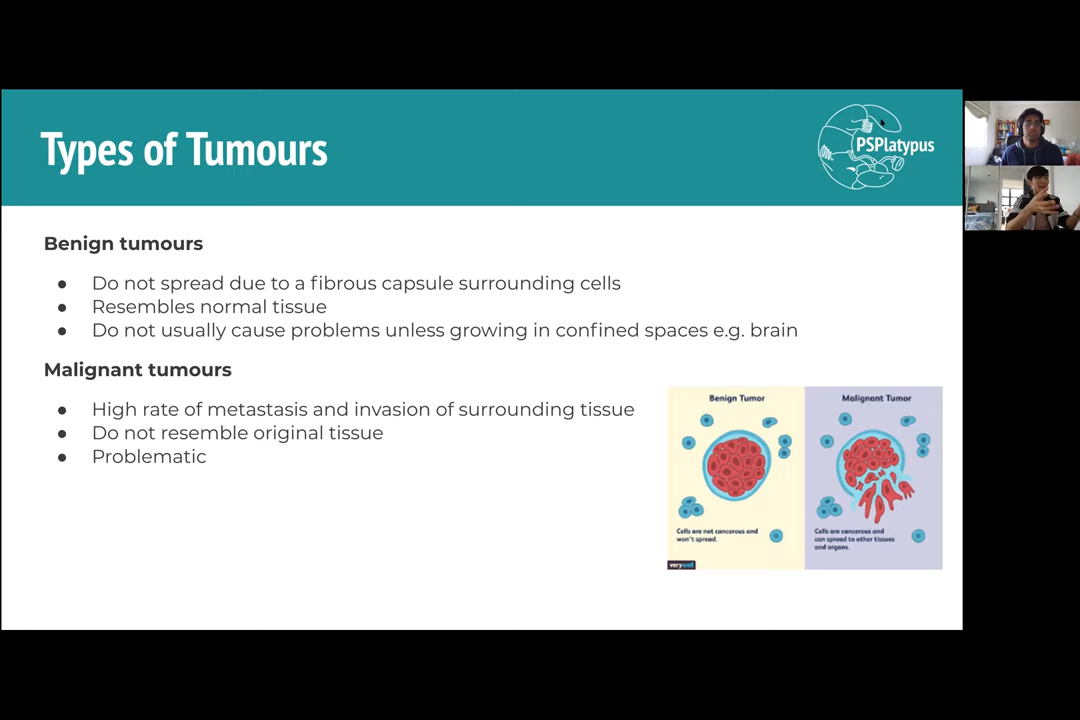 Types of Tumours
PSPlatypus
Benign tumours
● Do not spread due to a fibrous capsule surrounding cells
● Resembles normal tissue
● Do not usually cause problems unless growing in confined spaces e.g. brain
Malignant tumours
● High rate of metastasis and invasion of surrounding tissue
● Do not resemble original tissue
● Problematic
Benign Tumor
Cells are not cancerous and
won't spread.
verywell
Malignant Tumor
Cells are cancerous and
can spread to other tissues
and organs.